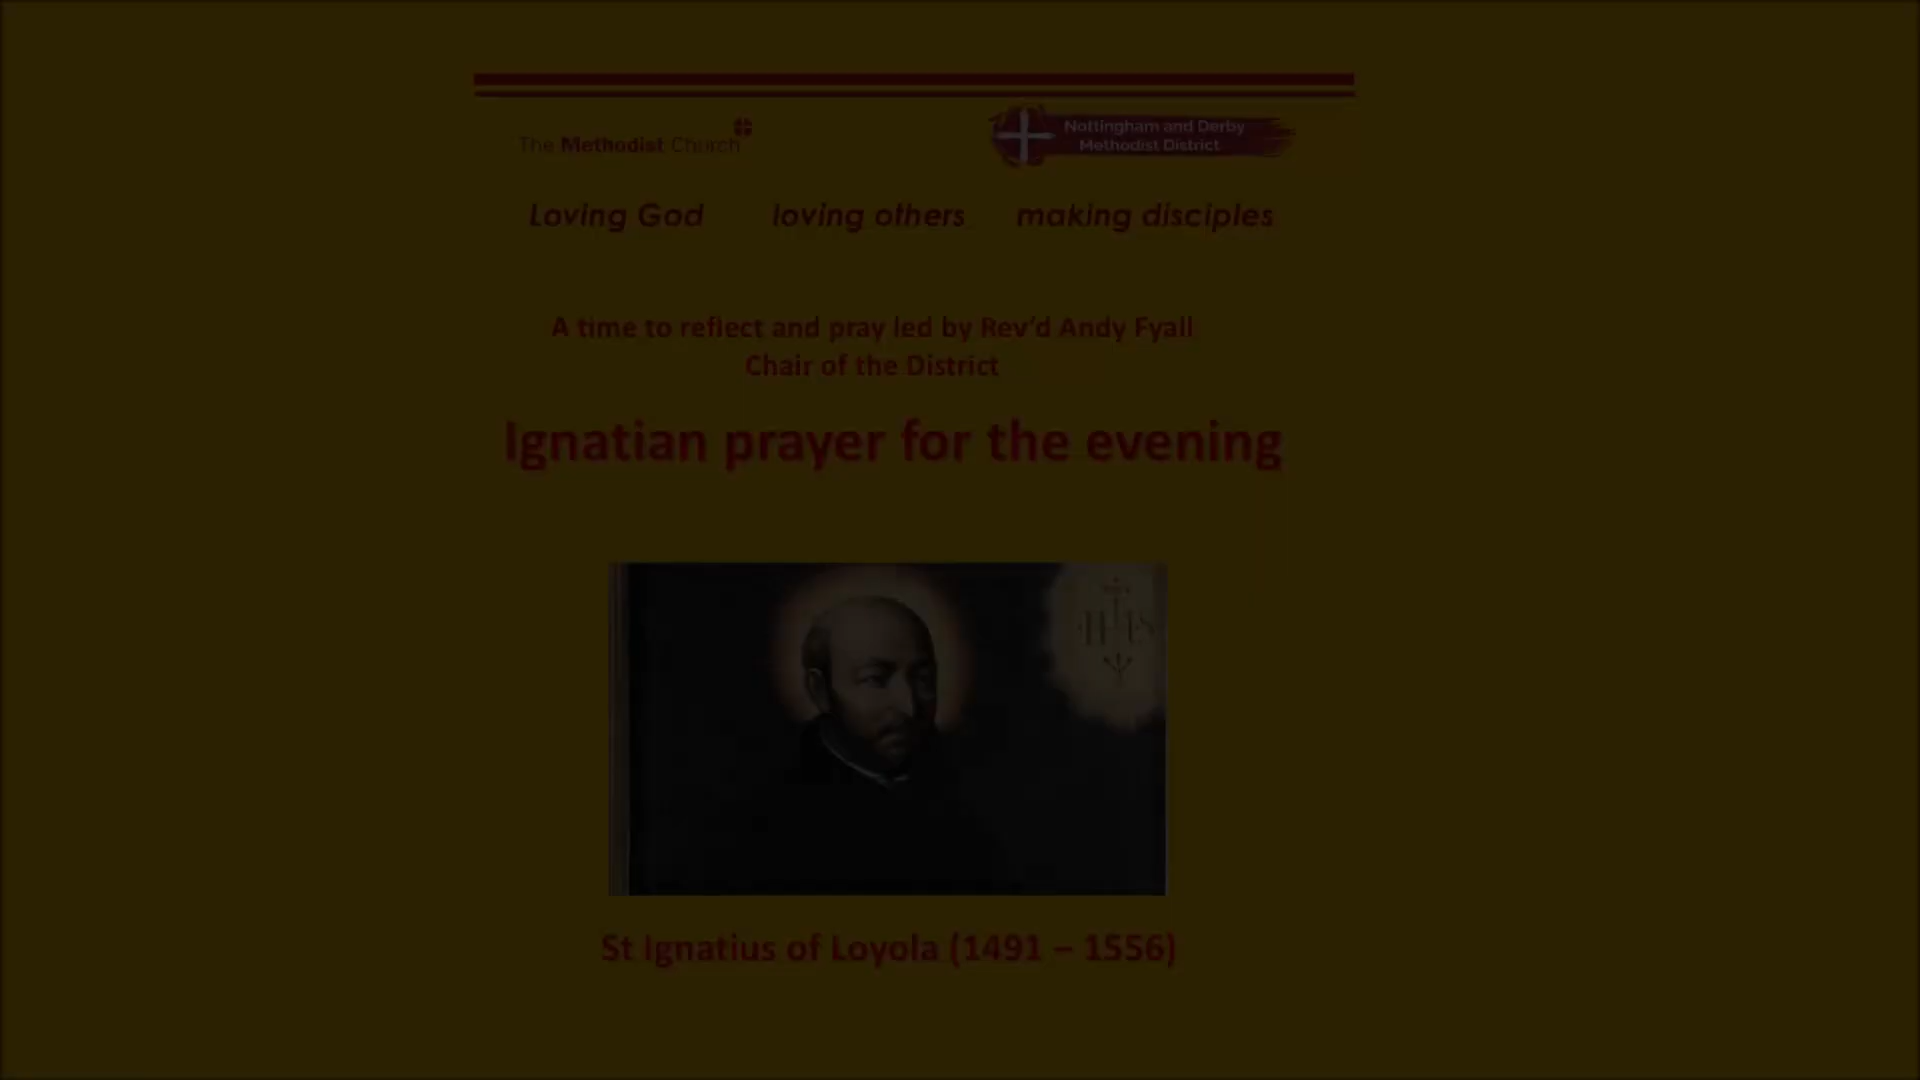 The Methodist Church
Nottingham and Derby
Methodist District
Loving God loving others making disciples
A time to reflect and pray led by Rev'd Andy Fyall
Chair of the District
Ignatian prayer for the evening
IHS
St Ignatius of Loyola (1491 – 1556)